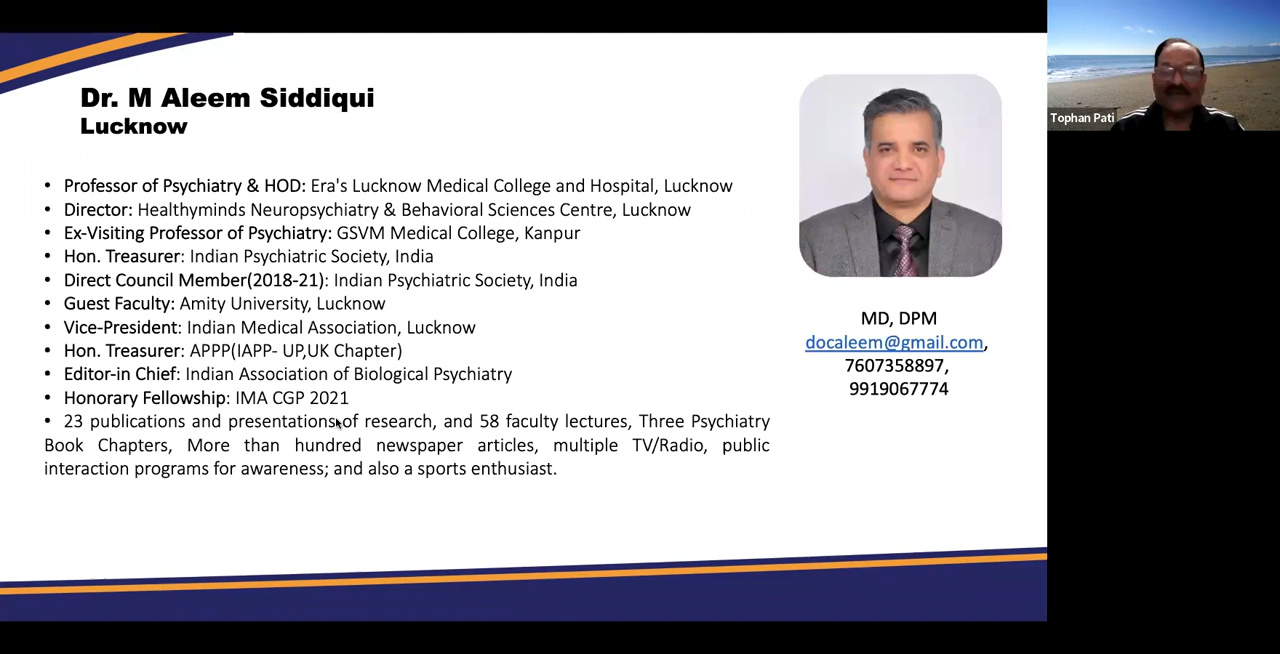 Dr. M Aleem Siddiqui
Lucknow
• Professor of Psychiatry & HOD: Era's Lucknow Medical College and Hospital, Lucknow
• Director: Healthyminds Neuropsychiatry & Behavioral Sciences Centre, Lucknow
• Ex-Visiting Professor of Psychiatry: GSVM Medical College, Kanpur
• Hon. Treasurer: Indian Psychiatric Society, India
• Direct Council Member(2018-21): Indian Psychiatric Society, India
• Guest Faculty: Amity University, Lucknow
• Vice-President: Indian Medical Association, Lucknow
• Hon. Treasurer: APPP(IAPP- UP,UK Chapter)
• Editor-in Chief: Indian Association of Biological Psychiatry
• Honorary Fellowship: IMA CGP 2021
• 23 publications and presentations of research, and 58 faculty lectures, Three Psychiatry
Book Chapters, More than hundred newspaper articles, multiple TV/Radio, public
interaction programs for awareness; and also a sports enthusiast.
MD, DPM
docaleem@gmail.com,
7607358897,
9919067774
Tophan Pati